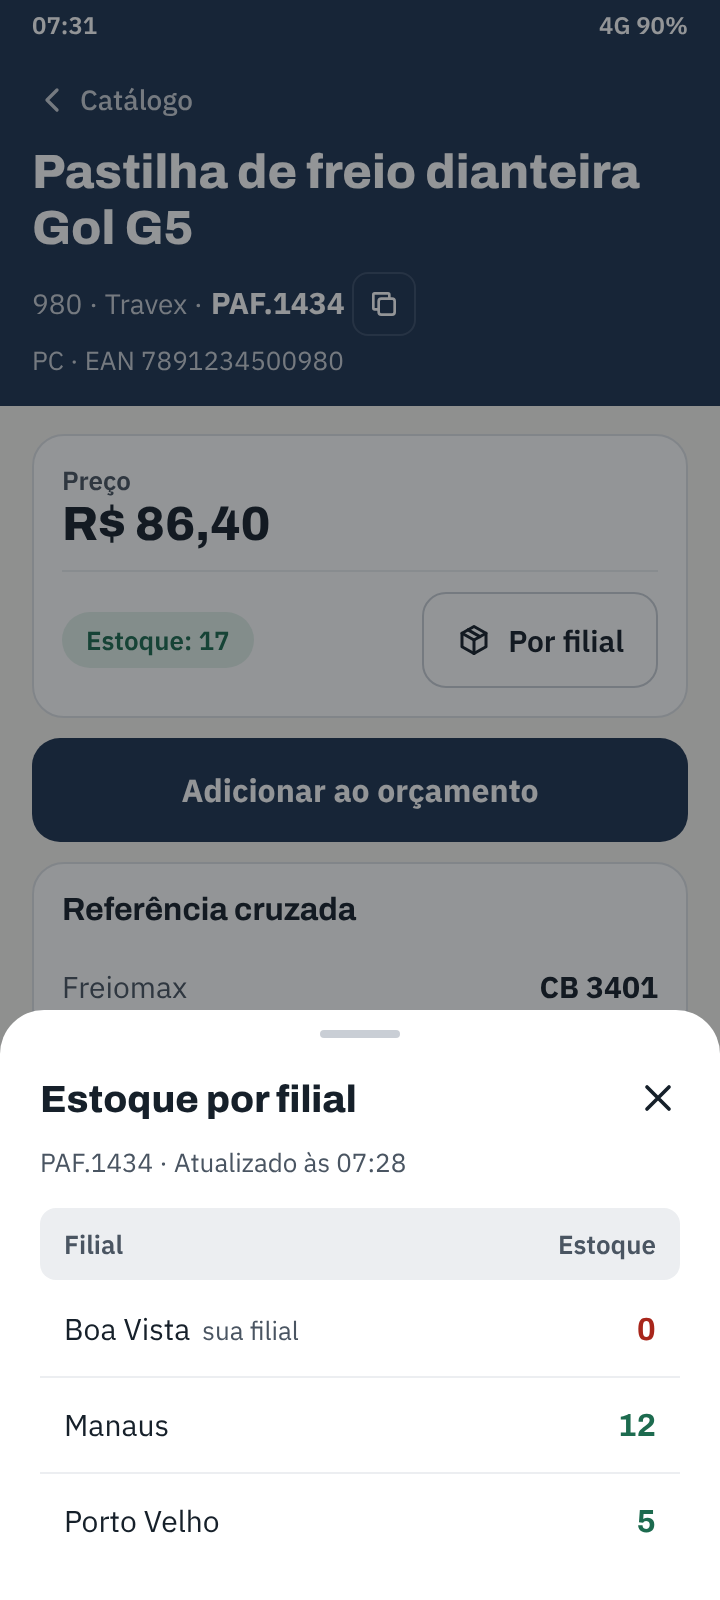 07:31 4G 90%
Catálogo
Pastilha de freio dianteira
Gol G5
980 · Travex · PAF.1434
PC · EAN 7891234500980
Preço
R$ 86,40
Estoque: 17 Por filial
Adicionar ao orçamento
Referência cruzada
Freiomax CB 3401
Estoque por filial
PAF.1434 · Atualizado às 07:28
Filial Estoque
Boa Vista sua filial 0
Manaus 12
Porto Velho 5